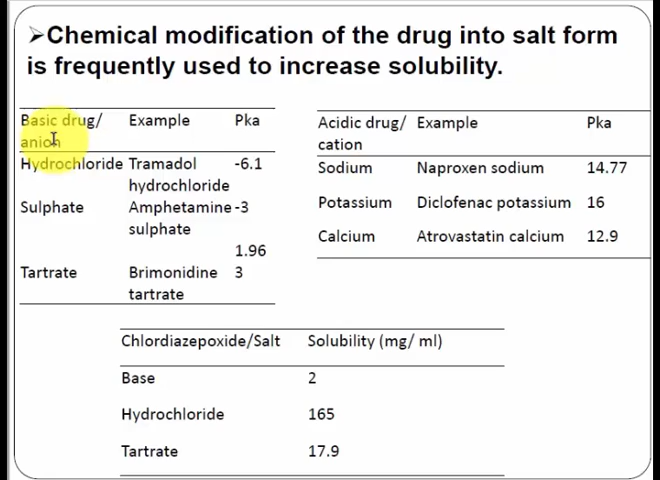 ➢Chemical modification of the drug into salt form
is frequently used to increase solubility.
Basic drug/ Example Pka
anion
Hydrochloride Tramadol -6.1
hydrochloride
Sulphate Amphetamine -3
sulphate
1.96
Tartrate Brimonidine 3
tartrate
Acidic drug/ Example Pka
cation
Sodium Naproxen sodium 14.77
Potassium Diclofenac potassium 16
Calcium Atrovastatin calcium 12.9
Chlordiazepoxide/Salt Solubility (mg/ ml)
Base 2
Hydrochloride 165
Tartrate 17.9